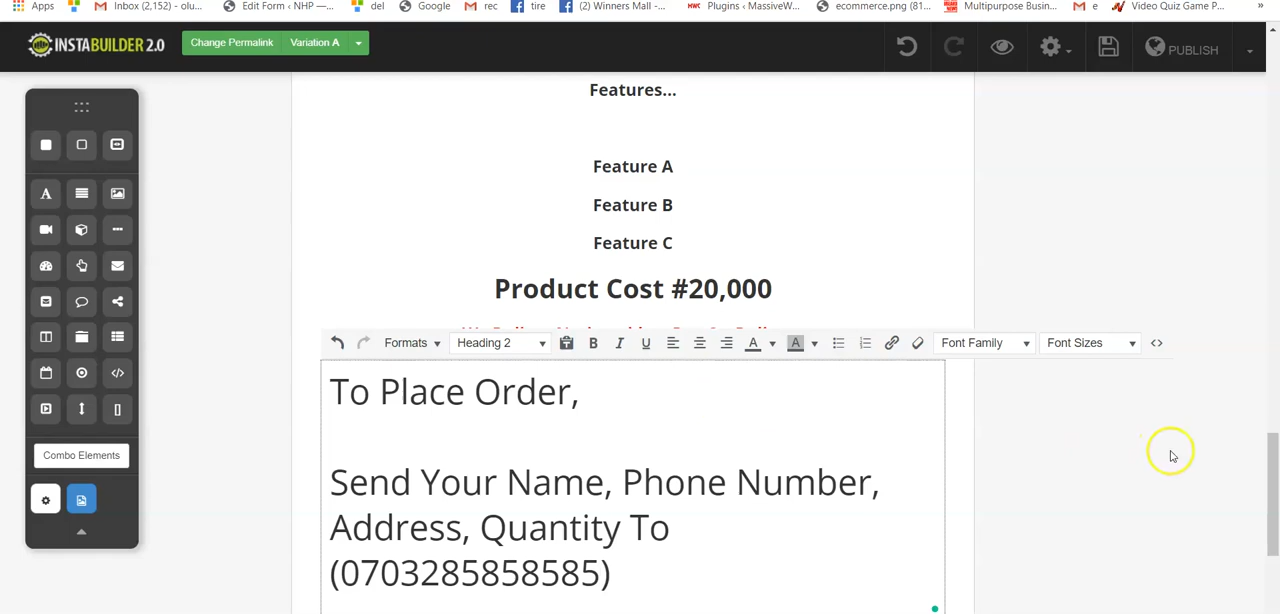 Apps Inbox (2,152) - olu... Edit Form ‹ NHP —... del Google rec tire (2) Winners Mall -... Plugins ‹ MassiveW... ecommerce.png (81... Multipurpose Busin... e Video Quiz Game P... »
INSTABUILDER 2.0 Change Permalink Variation A PUBLISH
Features...
Feature A
Feature B
Feature C
Product Cost #20,000
Formats Heading 2 B I U A A Font Family Font Sizes
To Place Order,
Send Your Name, Phone Number,
Address, Quantity To
(0703285858585)
Combo Elements